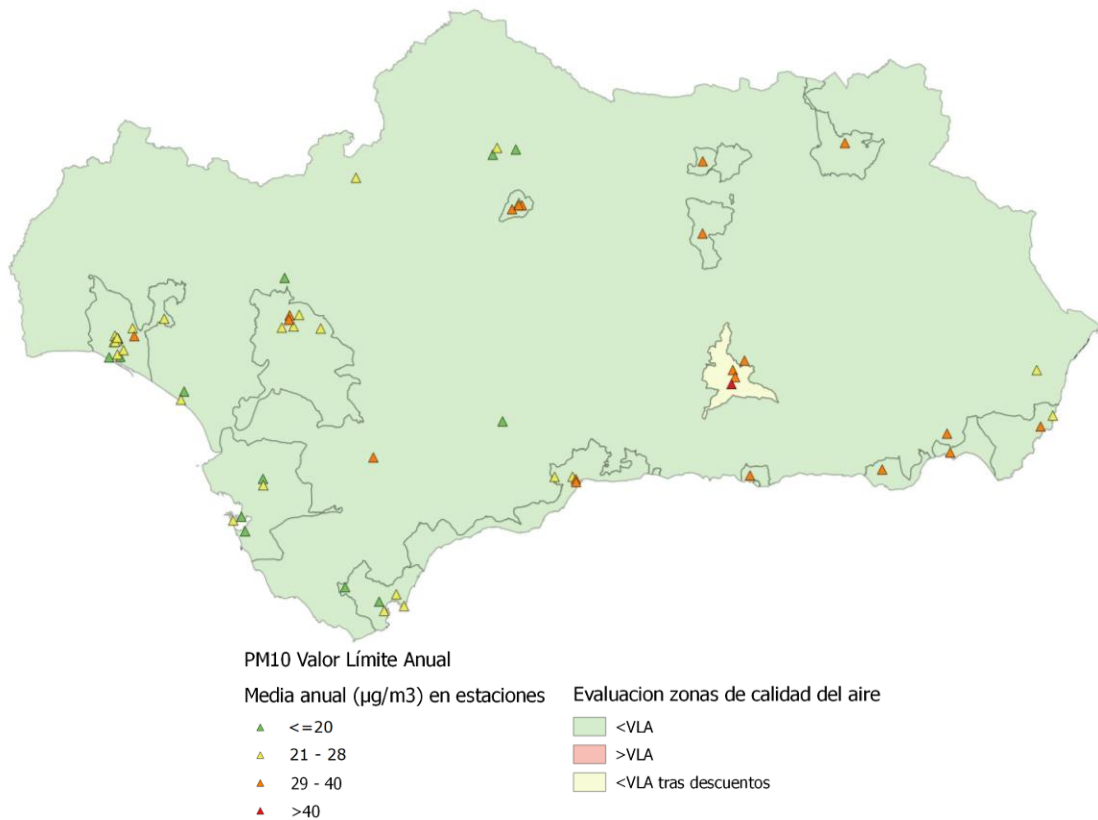 PM10 Valor Límite Anual
Media anual (µg/m3) en estaciones
<=20
21 - 28
29 - 40
>40
Evaluacion zonas de calidad del aire
<VLA
>VLA
<VLA tras descuentos